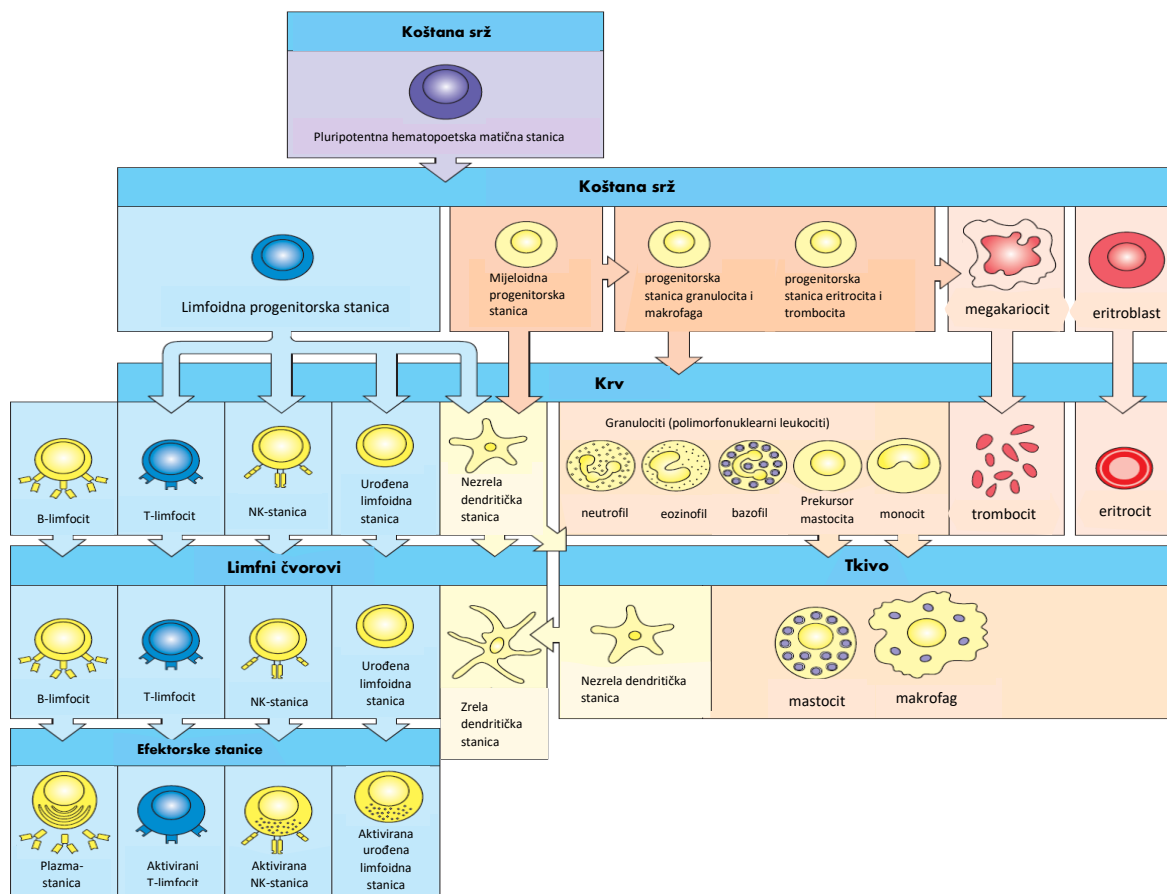 Koštana srž
Pluripotentna hematopoetska matična stanica
Koštana srž
Limfoidna progenitorska stanica
Mijeloidna
progenitorska
stanica
progenitorska
stanica granulocita i
makrofaga
progenitorska
stanica eritrocita i
trombocita
megakariocit
eritroblast
Krv
B-limfocit
T-limfocit
NK-stanica
Urođena
limfoidna
stanica
Nezrela
dendritička
stanica
Granulociti (polimorfonuklearni leukociti)
neutrofil
eozinofil
bazofil
Prekursor
mastocita
monocit
trombocit
eritrocit
Limfni čvorovi
Tkivo
B-limfocit
T-limfocit
NK-stanica
Urođena
limfoidna
stanica
Zrela
dendritička
stanica
Nezrela dendritička
stanica
mastocit
makrofag
Efektorske stanice
Plazma-
stanica
Aktivirani
T-limfocit
Aktivirana
NK-stanica
Aktivirana
urođena
limfoidna
stanica